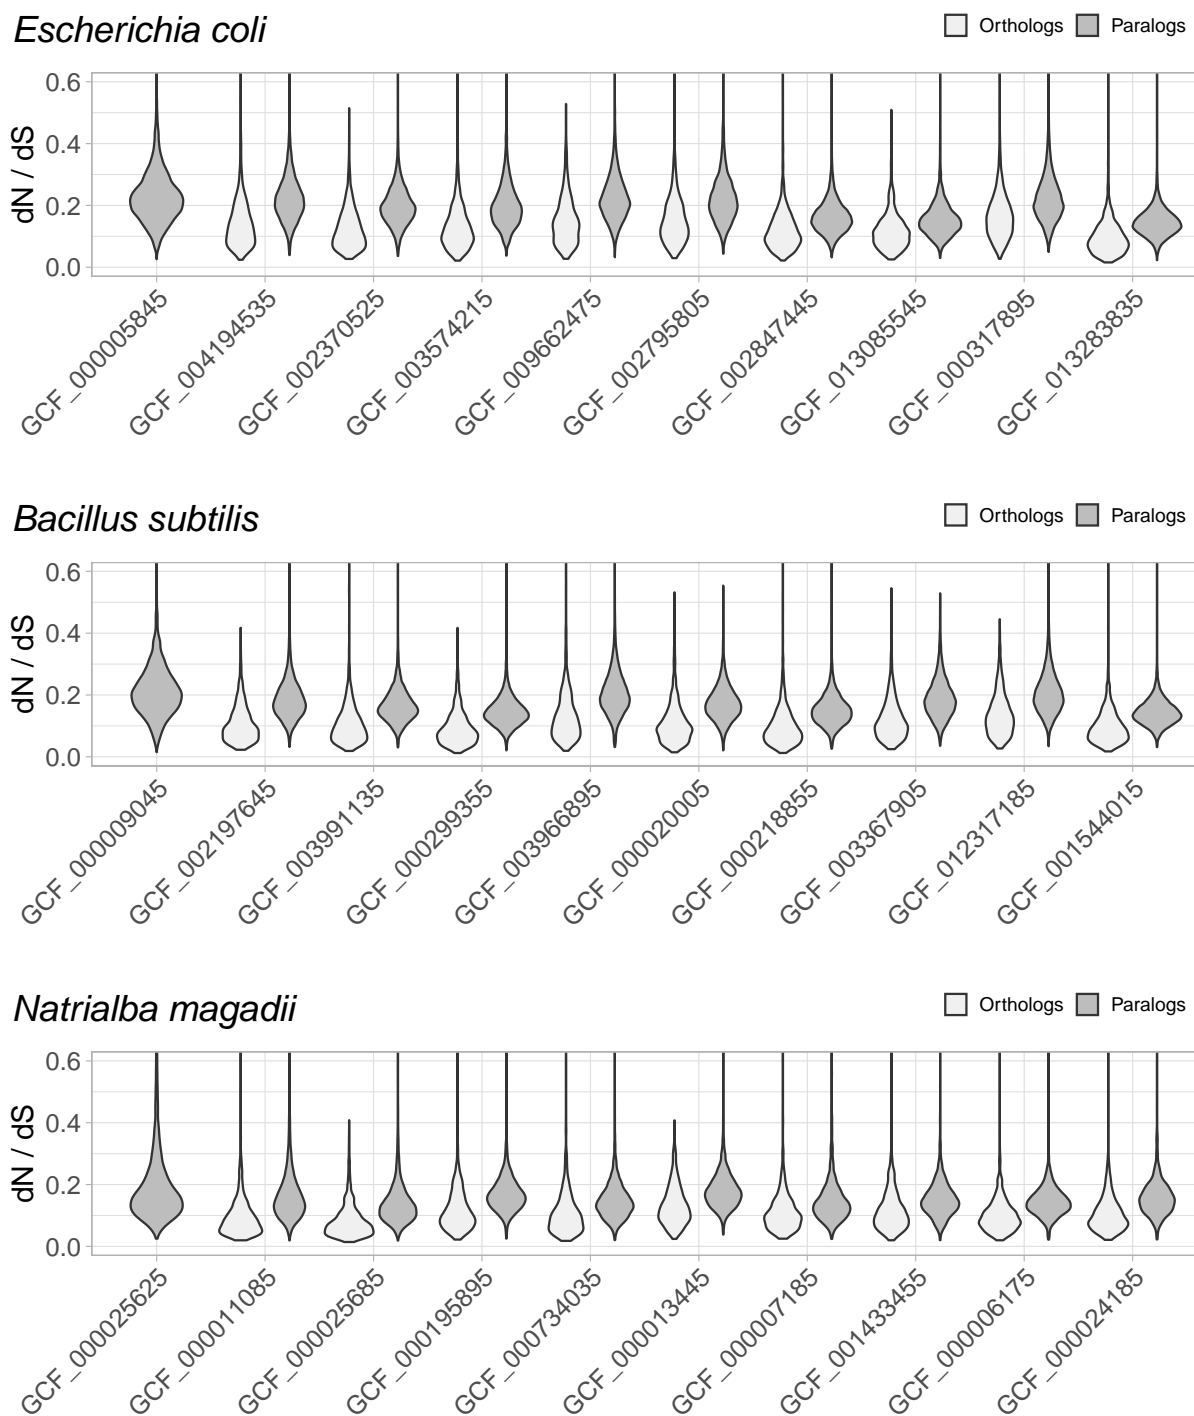 Escherichia coli
Orthologs Paralogs
dN / dS
0.6
0.4
0.2
0.0
GCF_000005845
GCF_004194535
GCF_002370525
GCF_003574215
GCF_009662475
GCF_002795805
GCF_002847445
GCF_013085545
GCF_000317895
GCF_013283835
Bacillus subtilis
Orthologs Paralogs
dN / dS
0.6
0.4
0.2
0.0
GCF_000009045
GCF_002197645
GCF_003991135
GCF_000299355
GCF_003966895
GCF_000020005
GCF_000218855
GCF_003367905
GCF_012317185
GCF_001544015
Natrialba magadii
Orthologs Paralogs
dN / dS
0.6
0.4
0.2
0.0
GCF_000025625
GCF_000011085
GCF_000025685
GCF_000195895
GCF_000734035
GCF_000013445
GCF_000007185
GCF_001433455
GCF_000006175
GCF_000024185